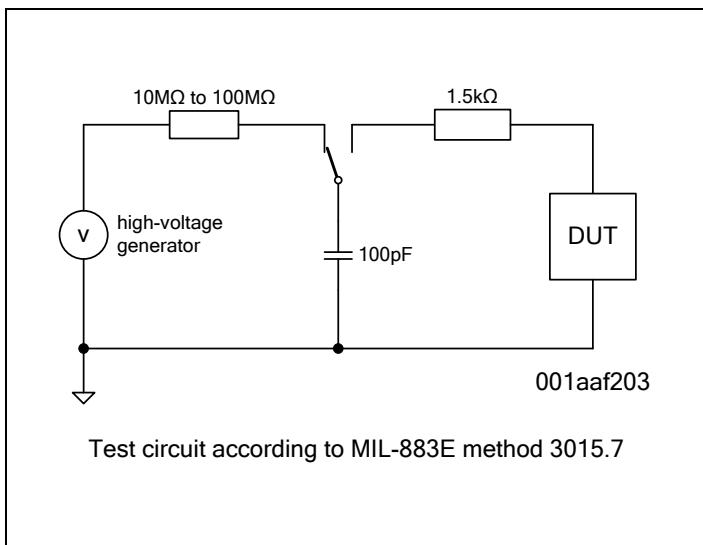 10MΩ to 100MΩ
1.5kΩ
V
high-voltage
generator
100pF
DUT
001aaf203
Test circuit according to MIL-883E method 3015.7